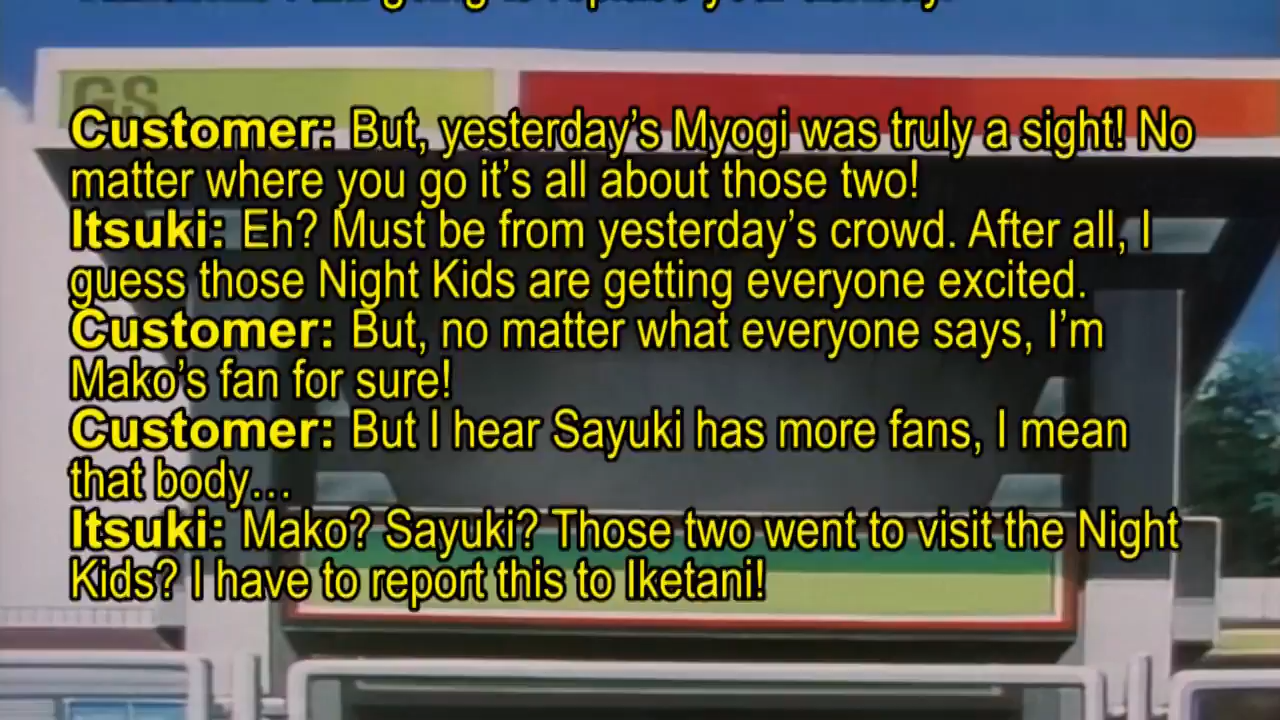 GS
Customer: But, yesterday's Myogi was truly a sight! No
matter where you go it's all about those two!
Itsuki: Eh? Must be from yesterday's crowd. After all, I
guess those Night Kids are getting everyone excited.
Customer: But, no matter what everyone says, I'm
Mako's fan for sure!
Customer: But I hear Sayuki has more fans, I mean
that body…
Itsuki: Mako? Sayuki? Those two went to visit the Night
Kids? I have to report this to Iketani!